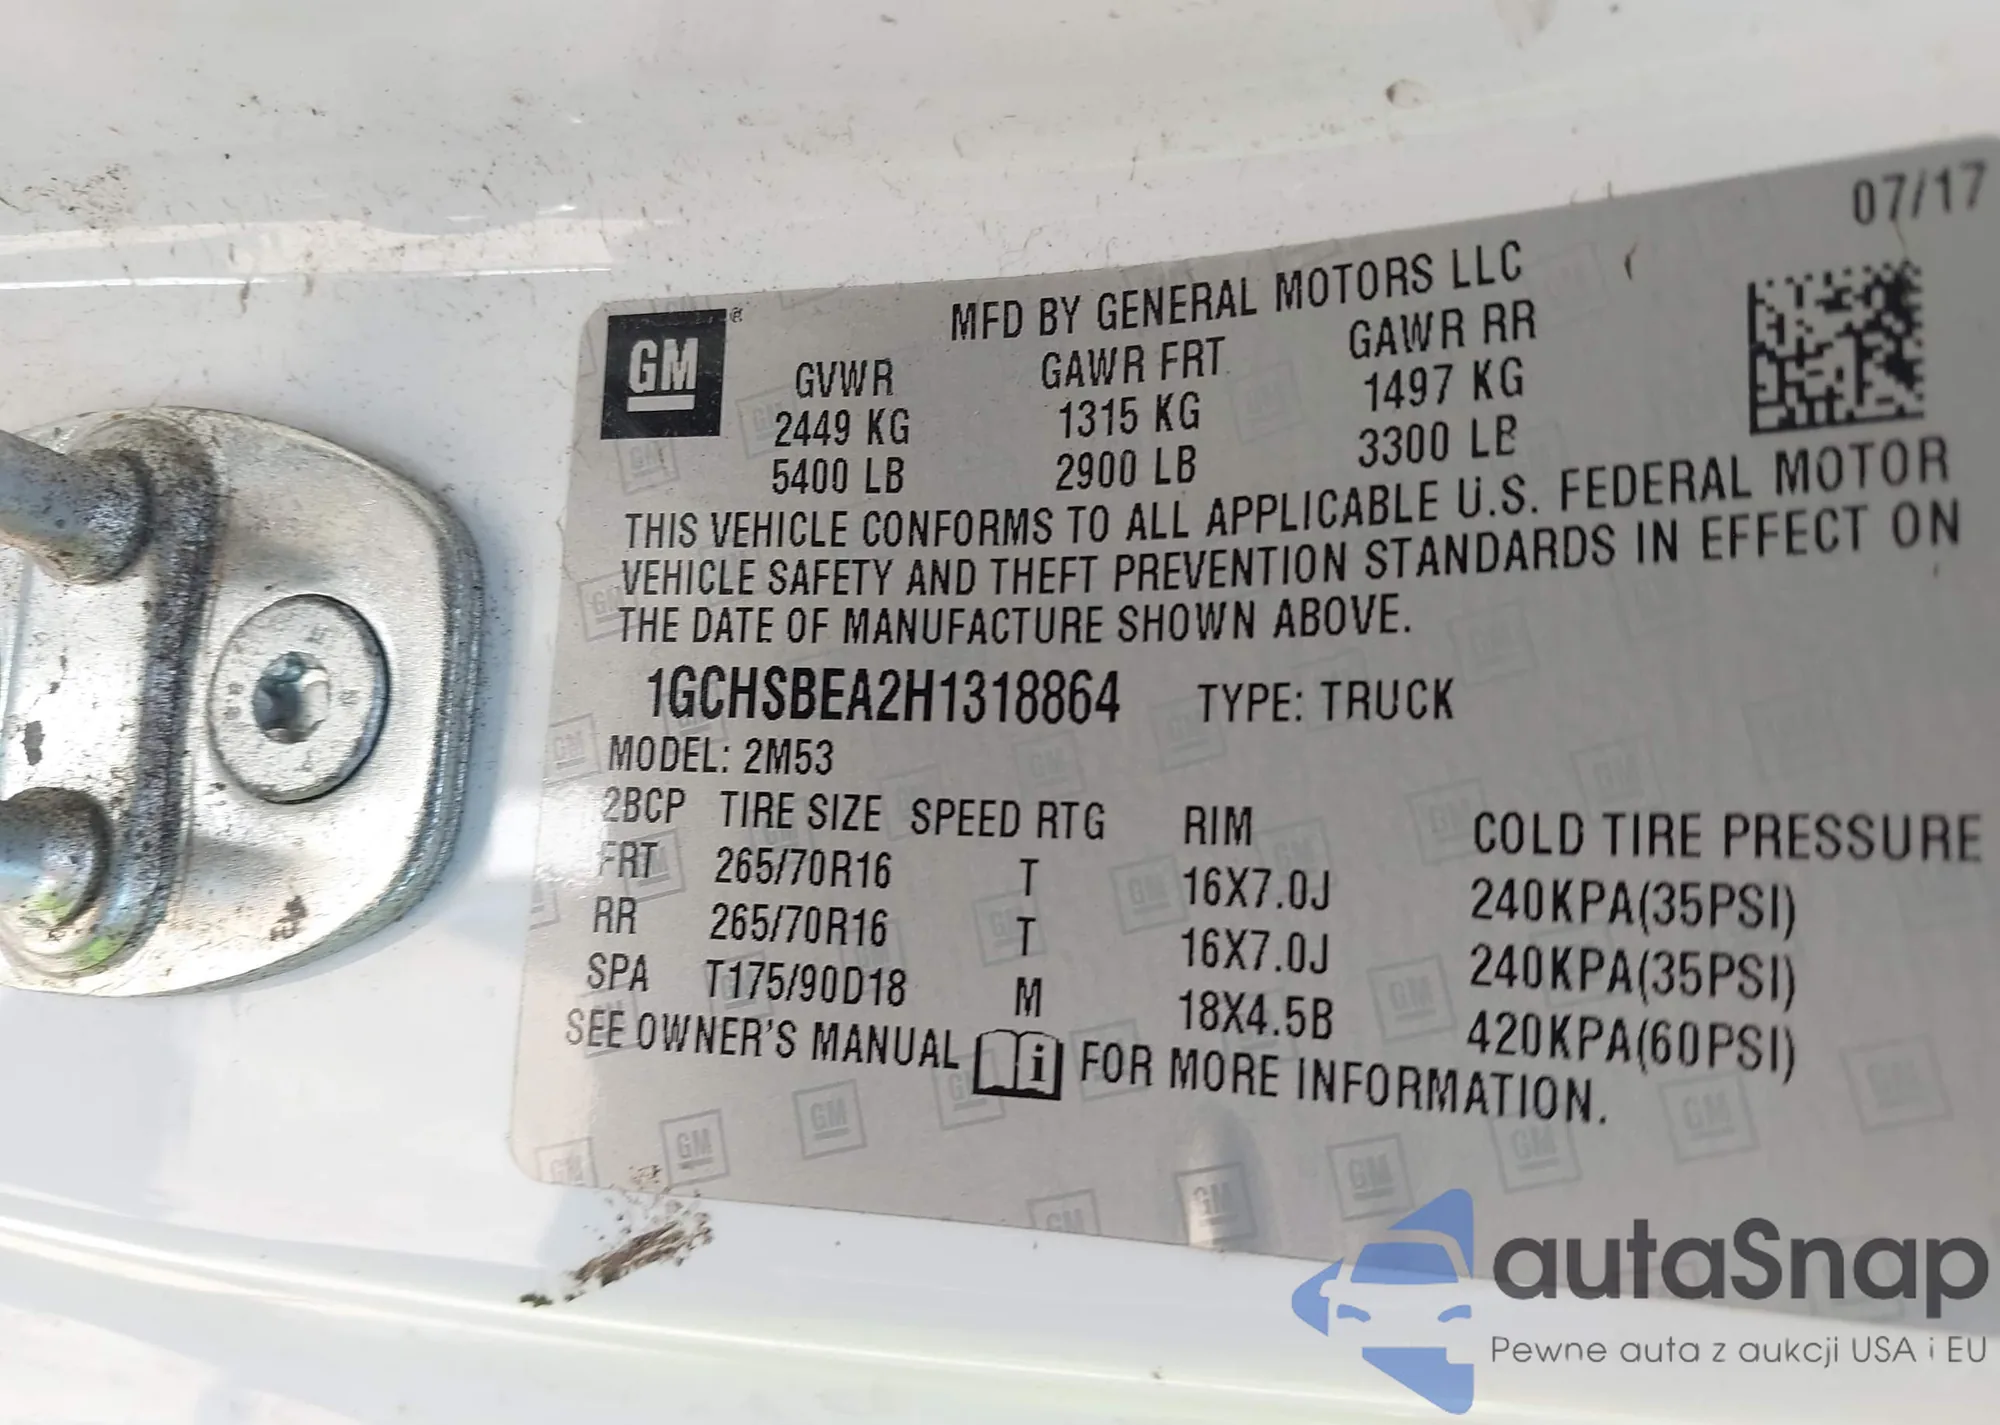 07/17
GM
MFD BY GENERAL MOTORS LLC
GVWR GAWR FRT GAWR RR
2449 KG 1315 KG 1497 KG
5400 LB 2900 LB 3300 LB
THIS VEHICLE CONFORMS TO ALL APPLICABLE U.S. FEDERAL MOTOR
VEHICLE SAFETY AND THEFT PREVENTION STANDARDS IN EFFECT ON
THE DATE OF MANUFACTURE SHOWN ABOVE.
1GCHSBEA2H1318864 TYPE: TRUCK
MODEL: 2M53
2BCP TIRE SIZE SPEED RTG RIM COLD TIRE PRESSURE
FRT 265/70R16 T 16X7.0J 240KPA(35PSI)
RR 265/70R16 T 16X7.0J 240KPA(35PSI)
SPA T175/90D18 M 18X4.5B 420KPA(60PSI)
SEE OWNER'S MANUAL i FOR MORE INFORMATION.
autaSnap
Pewne auta z aukcji USA i EU